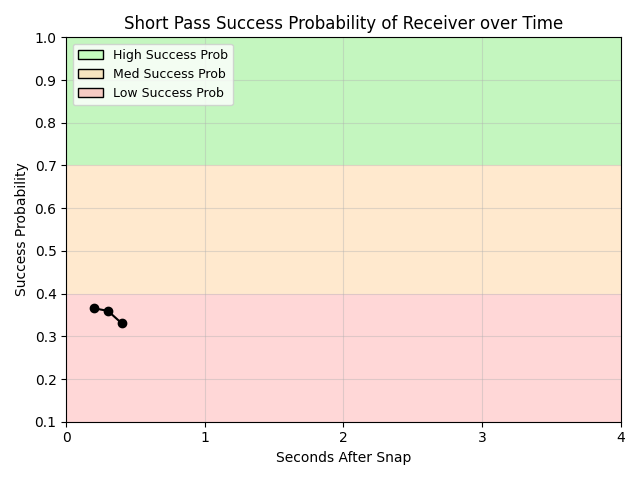 Short Pass Success Probability of Receiver over Time
High Success Prob
Med Success Prob
Low Success Prob
Success Probability
1.0
0.9
0.8
0.7
0.6
0.5
0.4
0.3
0.2
0.1
0 1 2 3 4
Seconds After Snap